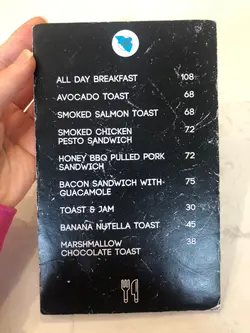 ALL DAY BREAKFAST 108
AVOCADO TOAST 68
SMOKED SALMON TOAST 68
SMOKED CHICKEN 72
PESTO SANDWICH
HONEY BBQ PULLED PORK 72
SANDWICH
BACON SANDWICH WITH 75
GUACAMOLE
TOAST & JAM 30
BANANA NUTELLA TOAST 45
MARSHMALLOW 38
CHOCOLATE TOAST